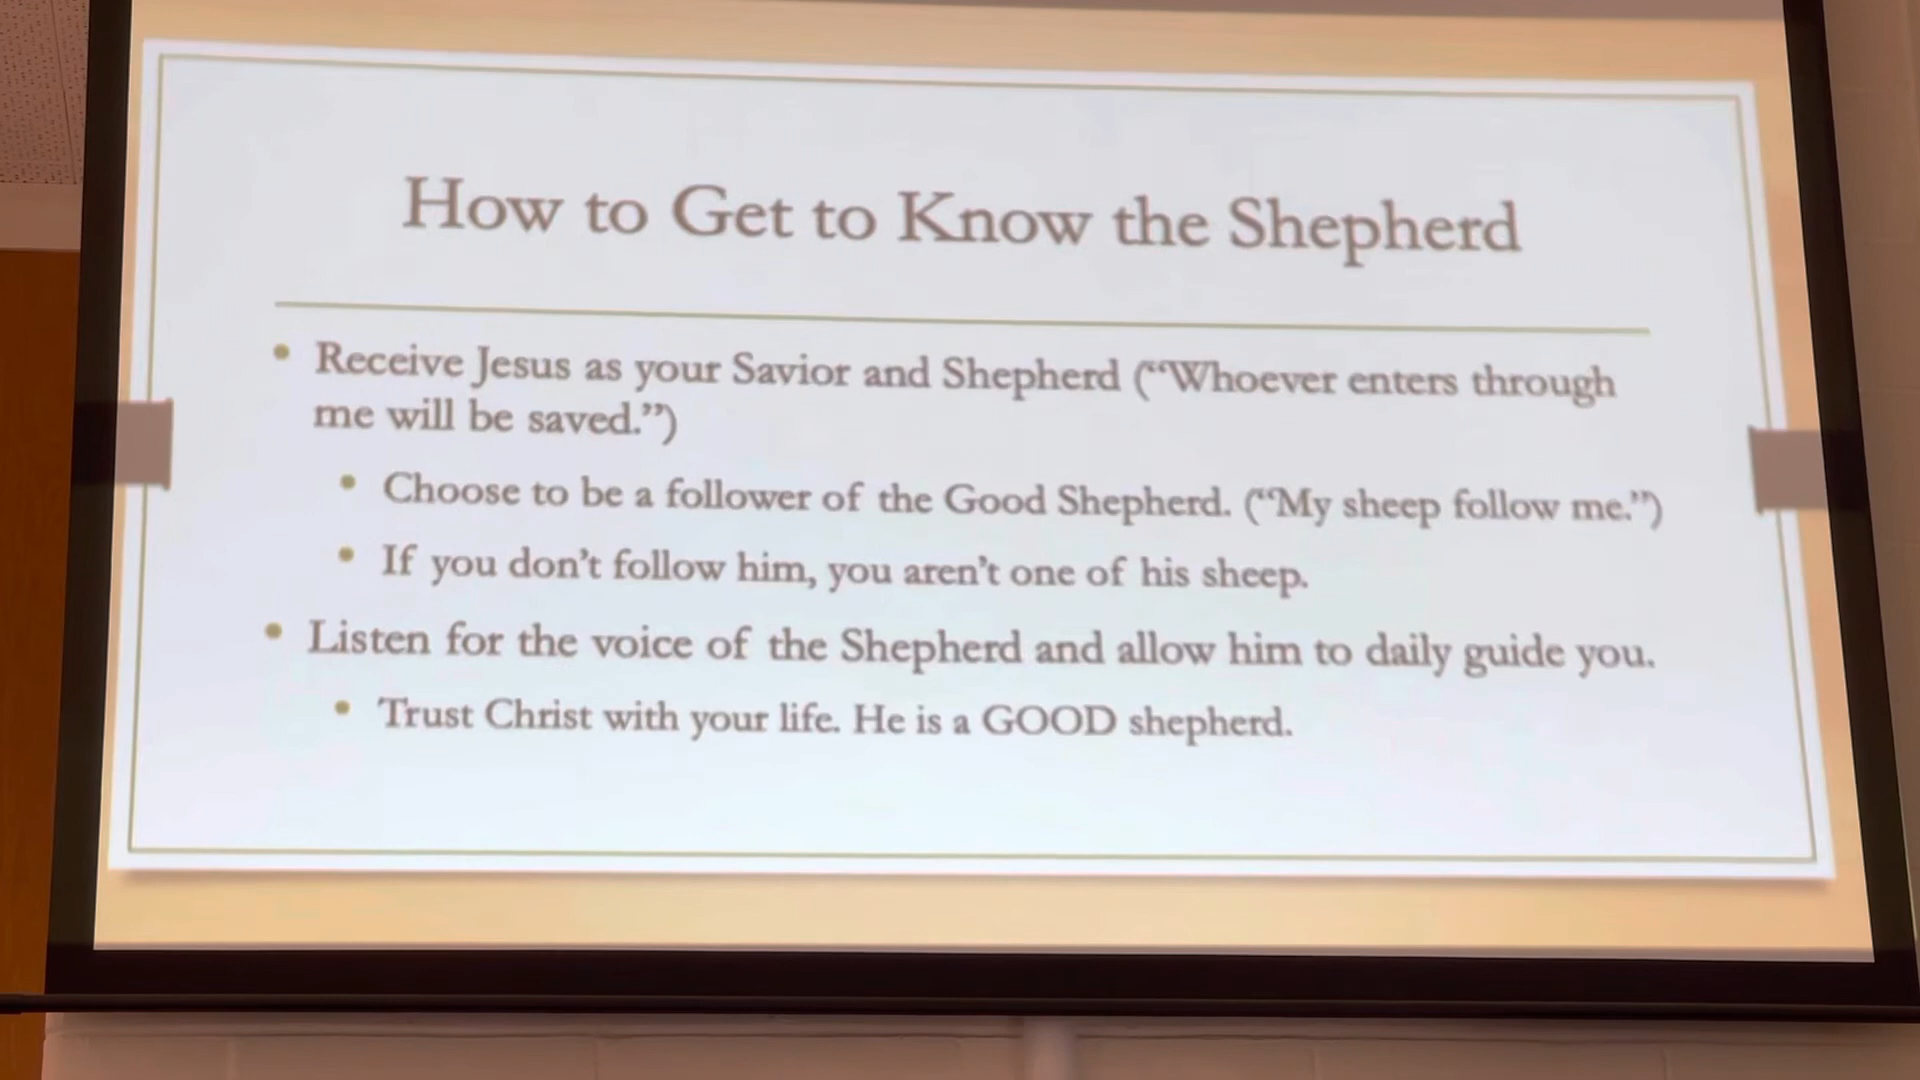 How to Get to Know the Shepherd
• Receive Jesus as your Savior and Shepherd (“Whoever enters through
me will be saved.”)
• Choose to be a follower of the Good Shepherd. (“My sheep follow me.”)
• If you don’t follow him, you aren’t one of his sheep.
• Listen for the voice of the Shepherd and allow him to daily guide you.
• Trust Christ with your life. He is a GOOD shepherd.